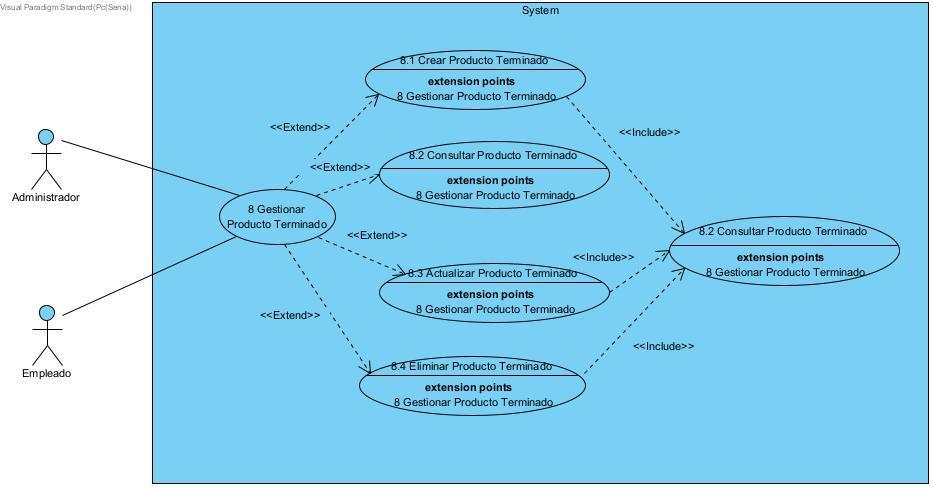 Visual Paradigm Standard(Pc(Sena))
System
8.1 Crear Producto Terminado
extension points
8 Gestionar Producto Terminado
<<Extend>>
<<Include>>
8.2 Consultar Producto Terminado
extension points
8 Gestionar Producto Terminado
<<Extend>>
Administrador
8 Gestionar
Producto Terminado
8.2 Consultar Producto Terminado
extension points
8 Gestionar Producto Terminado
<<Extend>>
<<Include>>
8.3 Actualizar Producto Terminado
extension points
8 Gestionar Producto Terminado
<<Extend>>
<<Include>>
Empleado
8.4 Eliminar Producto Terminado
extension points
8 Gestionar Producto Terminado